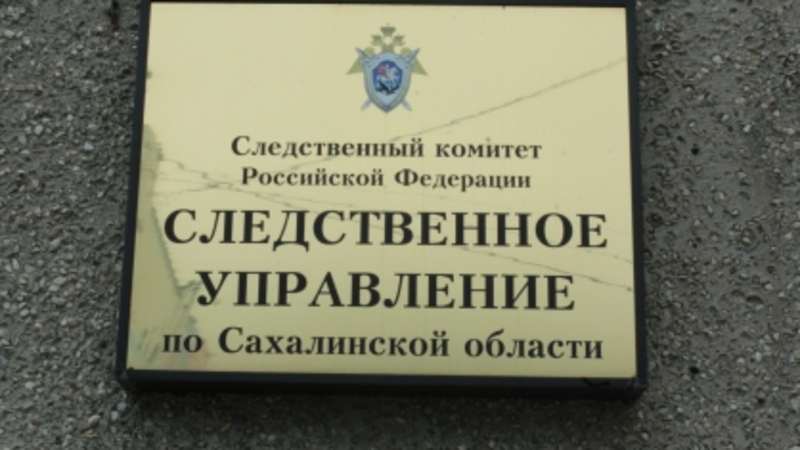 Следственный комитет
Российской Федерации
СЛЕДСТВЕННОЕ
УПРАВЛЕНИЕ
по Сахалинской области